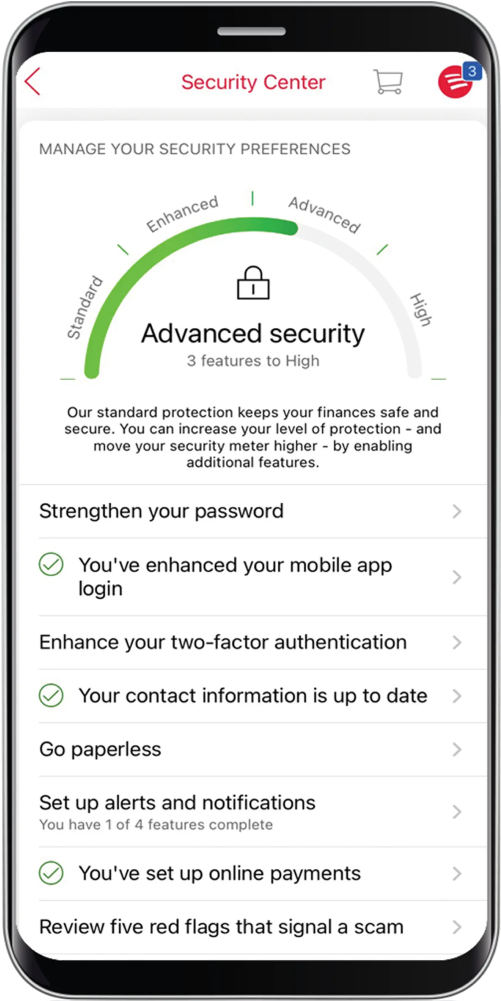 Security Center
3
MANAGE YOUR SECURITY PREFERENCES
Standard
Enhanced
Advanced
High
Advanced security
3 features to High
Our standard protection keeps your finances safe and
secure. You can increase your level of protection - and
move your security meter higher - by enabling
additional features.
Strengthen your password
You've enhanced your mobile app
login
Enhance your two-factor authentication
Your contact information is up to date
Go paperless
Set up alerts and notifications
You have 1 of 4 features complete
You've set up online payments
Review five red flags that signal a scam